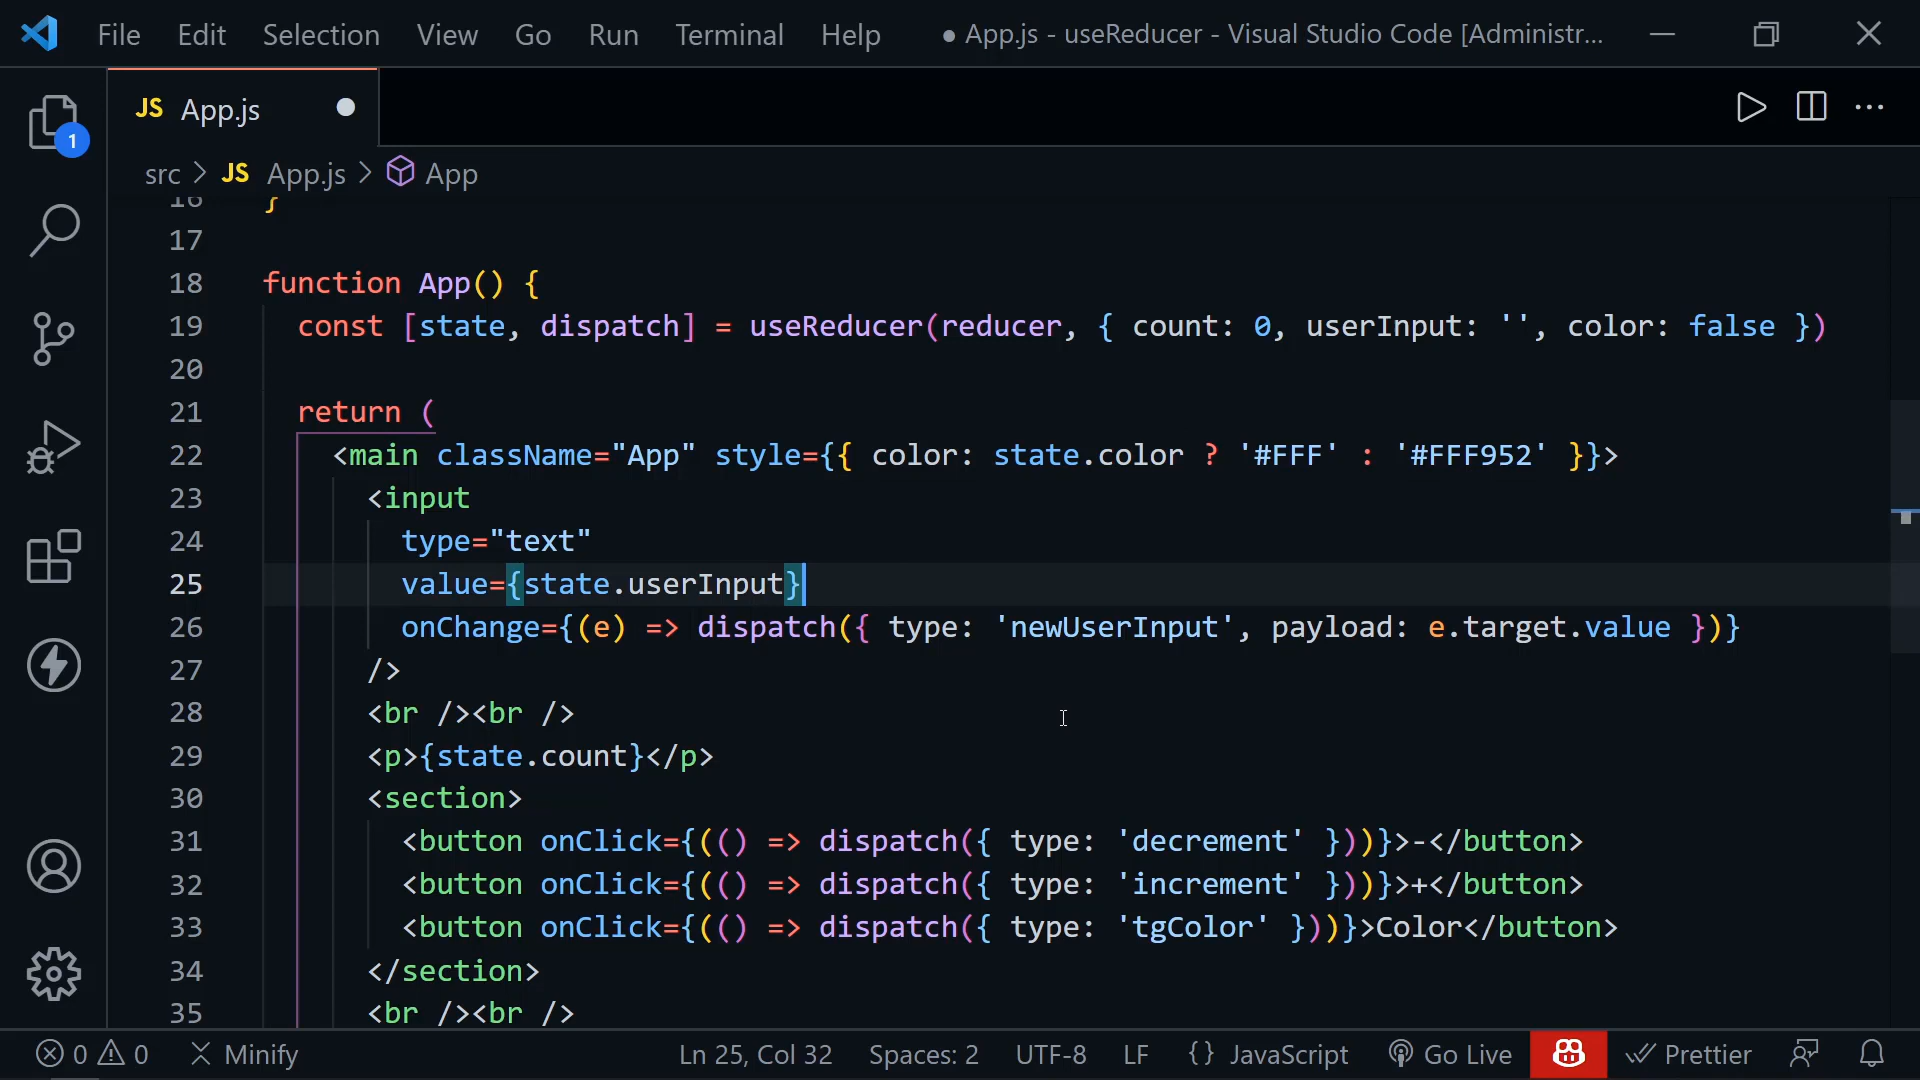 File Edit Selection View Go Run Terminal Help ● App.js - useReducer - Visual Studio Code [Administr...
JS App.js
1
src > JS App.js > App
16 }
17
18 function App() {
19 const [state, dispatch] = useReducer(reducer, { count: 0, userInput: '', color: false })
20
21 return (
22 <main className="App" style={{ color: state.color ? '#FFF' : '#FFF952' }}>
23 <input
24 type="text"
25 value={state.userInput}
26 onChange={(e) => dispatch({ type: 'newUserInput', payload: e.target.value })}
27 />
28 <br /><br />
29 <p>{state.count}</p>
30 <section>
31 <button onClick={(() => dispatch({ type: 'decrement' }))}>-</button>
32 <button onClick={(() => dispatch({ type: 'increment' }))}>+</button>
33 <button onClick={(() => dispatch({ type: 'tgColor' }))}>Color</button>
34 </section>
35 <br /><br />
0 0 Minify Ln 25, Col 32 Spaces: 2 UTF-8 LF {} JavaScript Go Live Prettier